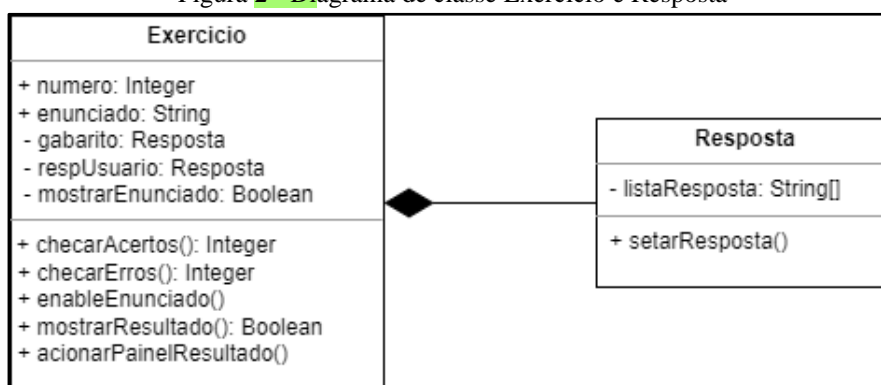 Figura 2 - Diagrama de classe Exercicio e Resposta
Exercicio
+ numero: Integer
+ enunciado: String
- gabarito: Resposta
- respUsuario: Resposta
- mostrarEnunciado: Boolean
+ checarAcertos(): Integer
+ checarErros(): Integer
+ enableEnunciado()
+ mostrarResultado(): Boolean
+ acionarPainelResultado()
Resposta
- listaResposta: String[]
+ setarResposta()